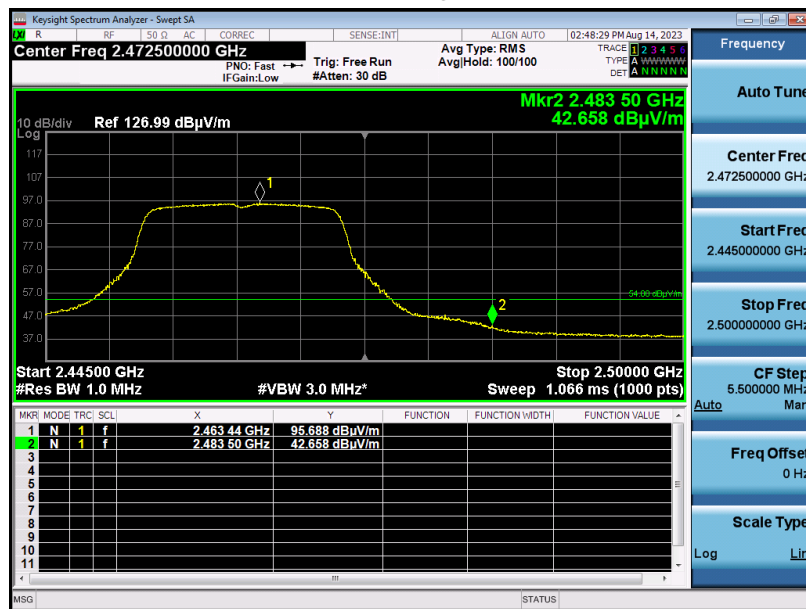 Keysight Spectrum Analyzer - Swept SA
LXI R RF 50 Ω AC CORREC SENSE:INT ALIGN AUTO 02:48:29 PM Aug 14, 2023
Center Freq 2.472500000 GHz
PNO: Fast
IFGain:Low
Trig: Free Run
#Atten: 30 dB
Avg Type: RMS
Avg|Hold: 100/100
TRACE 1 2 3 4 5 6
TYPE A WWWWW
DET A N N N N N
Mkr2 2.483 50 GHz
42.658 dBµV/m
10 dB/div
Log
Ref 126.99 dBµV/m
117
107
97.0
87.0
77.0
67.0
57.0
47.0
37.0
1
2
54.00 dBµV/m
Start 2.44500 GHz
Stop 2.50000 GHz
#Res BW 1.0 MHz
#VBW 3.0 MHz*
Sweep 1.066 ms (1000 pts)
MKR MODE TRC SCL X Y FUNCTION FUNCTION WIDTH FUNCTION VALUE
1 N 1 f 2.463 44 GHz 95.688 dBµV/m
2 N 1 f 2.483 50 GHz 42.658 dBµV/m
3
4
5
6
7
8
9
10
11
MSG
STATUS
Frequency
Auto Tune
Center Freq
2.472500000 GHz
Start Freq
2.445000000 GHz
Stop Freq
2.500000000 GHz
CF Step
5.500000 MHz
Auto Man
Freq Offset
0 Hz
Scale Type
Log Lin